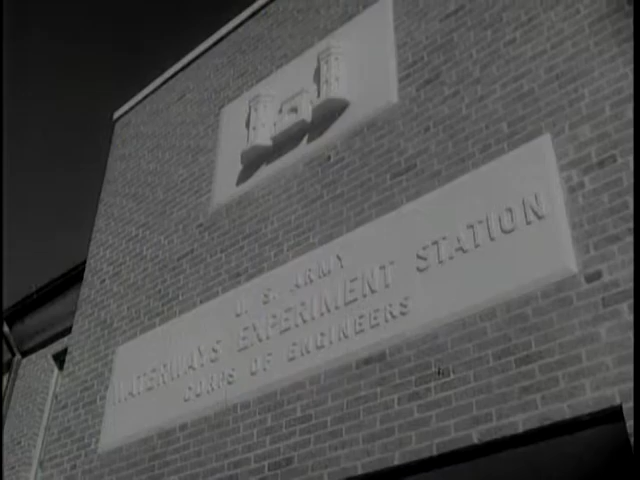 U. S. ARMY
WATERWAYS EXPERIMENT STATION
CORPS OF ENGINEERS